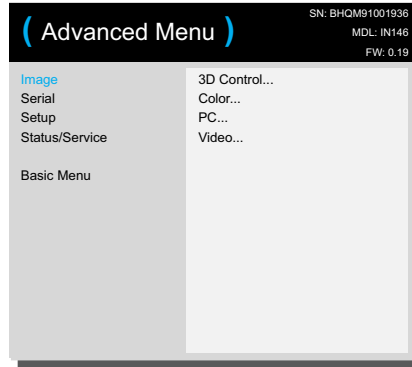 ( Advanced Menu )
SN: BHQM91001936
MDL: IN146
FW: 0.19
Image
Serial
Setup
Status/Service
Basic Menu
3D Control...
Color...
PC...
Video...